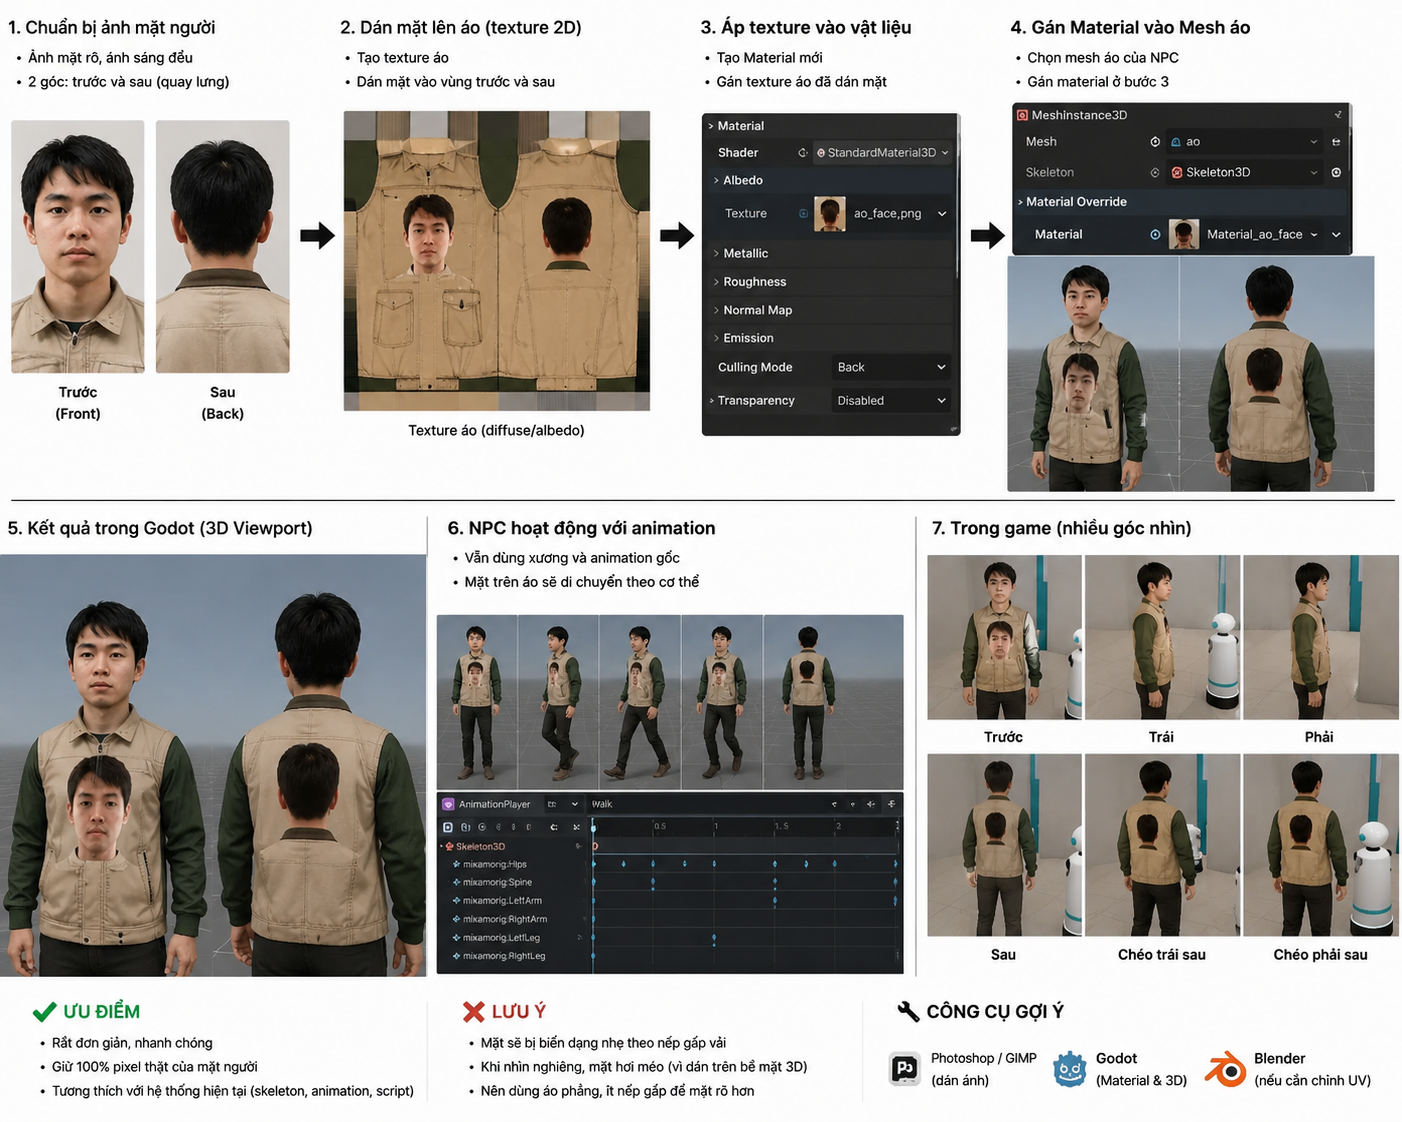 1. Chuẩn bị ảnh mặt người
• Ảnh mặt rõ, ánh sáng đều
• 2 góc: trước và sau (quay lưng)
Trước
(Front)
Sau
(Back)
2. Dán mặt lên áo (texture 2D)
• Tạo texture áo
• Dán mặt vào vùng trước và sau
Texture áo (diffuse/albedo)
3. Áp texture vào vật liệu
• Tạo Material mới
• Gán texture áo đã dán mặt
Material
Shader
StandardMaterial3D
Albedo
Texture
ao_face,png
Metallic
Roughness
Normal Map
Emission
Culling Mode
Back
Transparency
Disabled
4. Gán Material vào Mesh áo
• Chọn mesh áo của NPC
• Gán material ở bước 3
Meshinstance3D
Mesh
ao
Skeleton
Skeleton3D
Material Override
Material
Material_ao_face
5. Kết quả trong Godot (3D Viewport)
6. NPC hoạt động với animation
• Vẫn dùng xương và animation gốc
• Mặt trên áo sẽ di chuyển theo cơ thể
AnimationPlayer
Walk
0.5
1
1.5
2
Skeleton3D
mixamorig:Hips
mixamorig:Spine
mixamorig:LeftArm
mixamorig:RightArm
mixamorig:LeftLeg
mixamorig:RightLeg
7. Trong game (nhiều góc nhìn)
Trước
Trái
Phải
Sau
Chéo trái sau
Chéo phải sau
ƯU ĐIỂM
• Rất đơn giản, nhanh chóng
• Giữ 100% pixel thật của mặt người
• Tương thích với hệ thống hiện tại (skeleton, animation, script)
LƯU Ý
• Mặt sẽ bị biến dạng nhẹ theo nếp gấp vải
• Khi nhìn nghiêng, mặt hơi méo (vì dán trên bề mặt 3D)
• Nên dùng áo phẳng, ít nếp gấp để mặt rõ hơn
CÔNG CỤ GỢI Ý
Photoshop / GIMP
(dán ảnh)
Godot
(Material & 3D)
Blender
(nếu cần chỉnh UV)